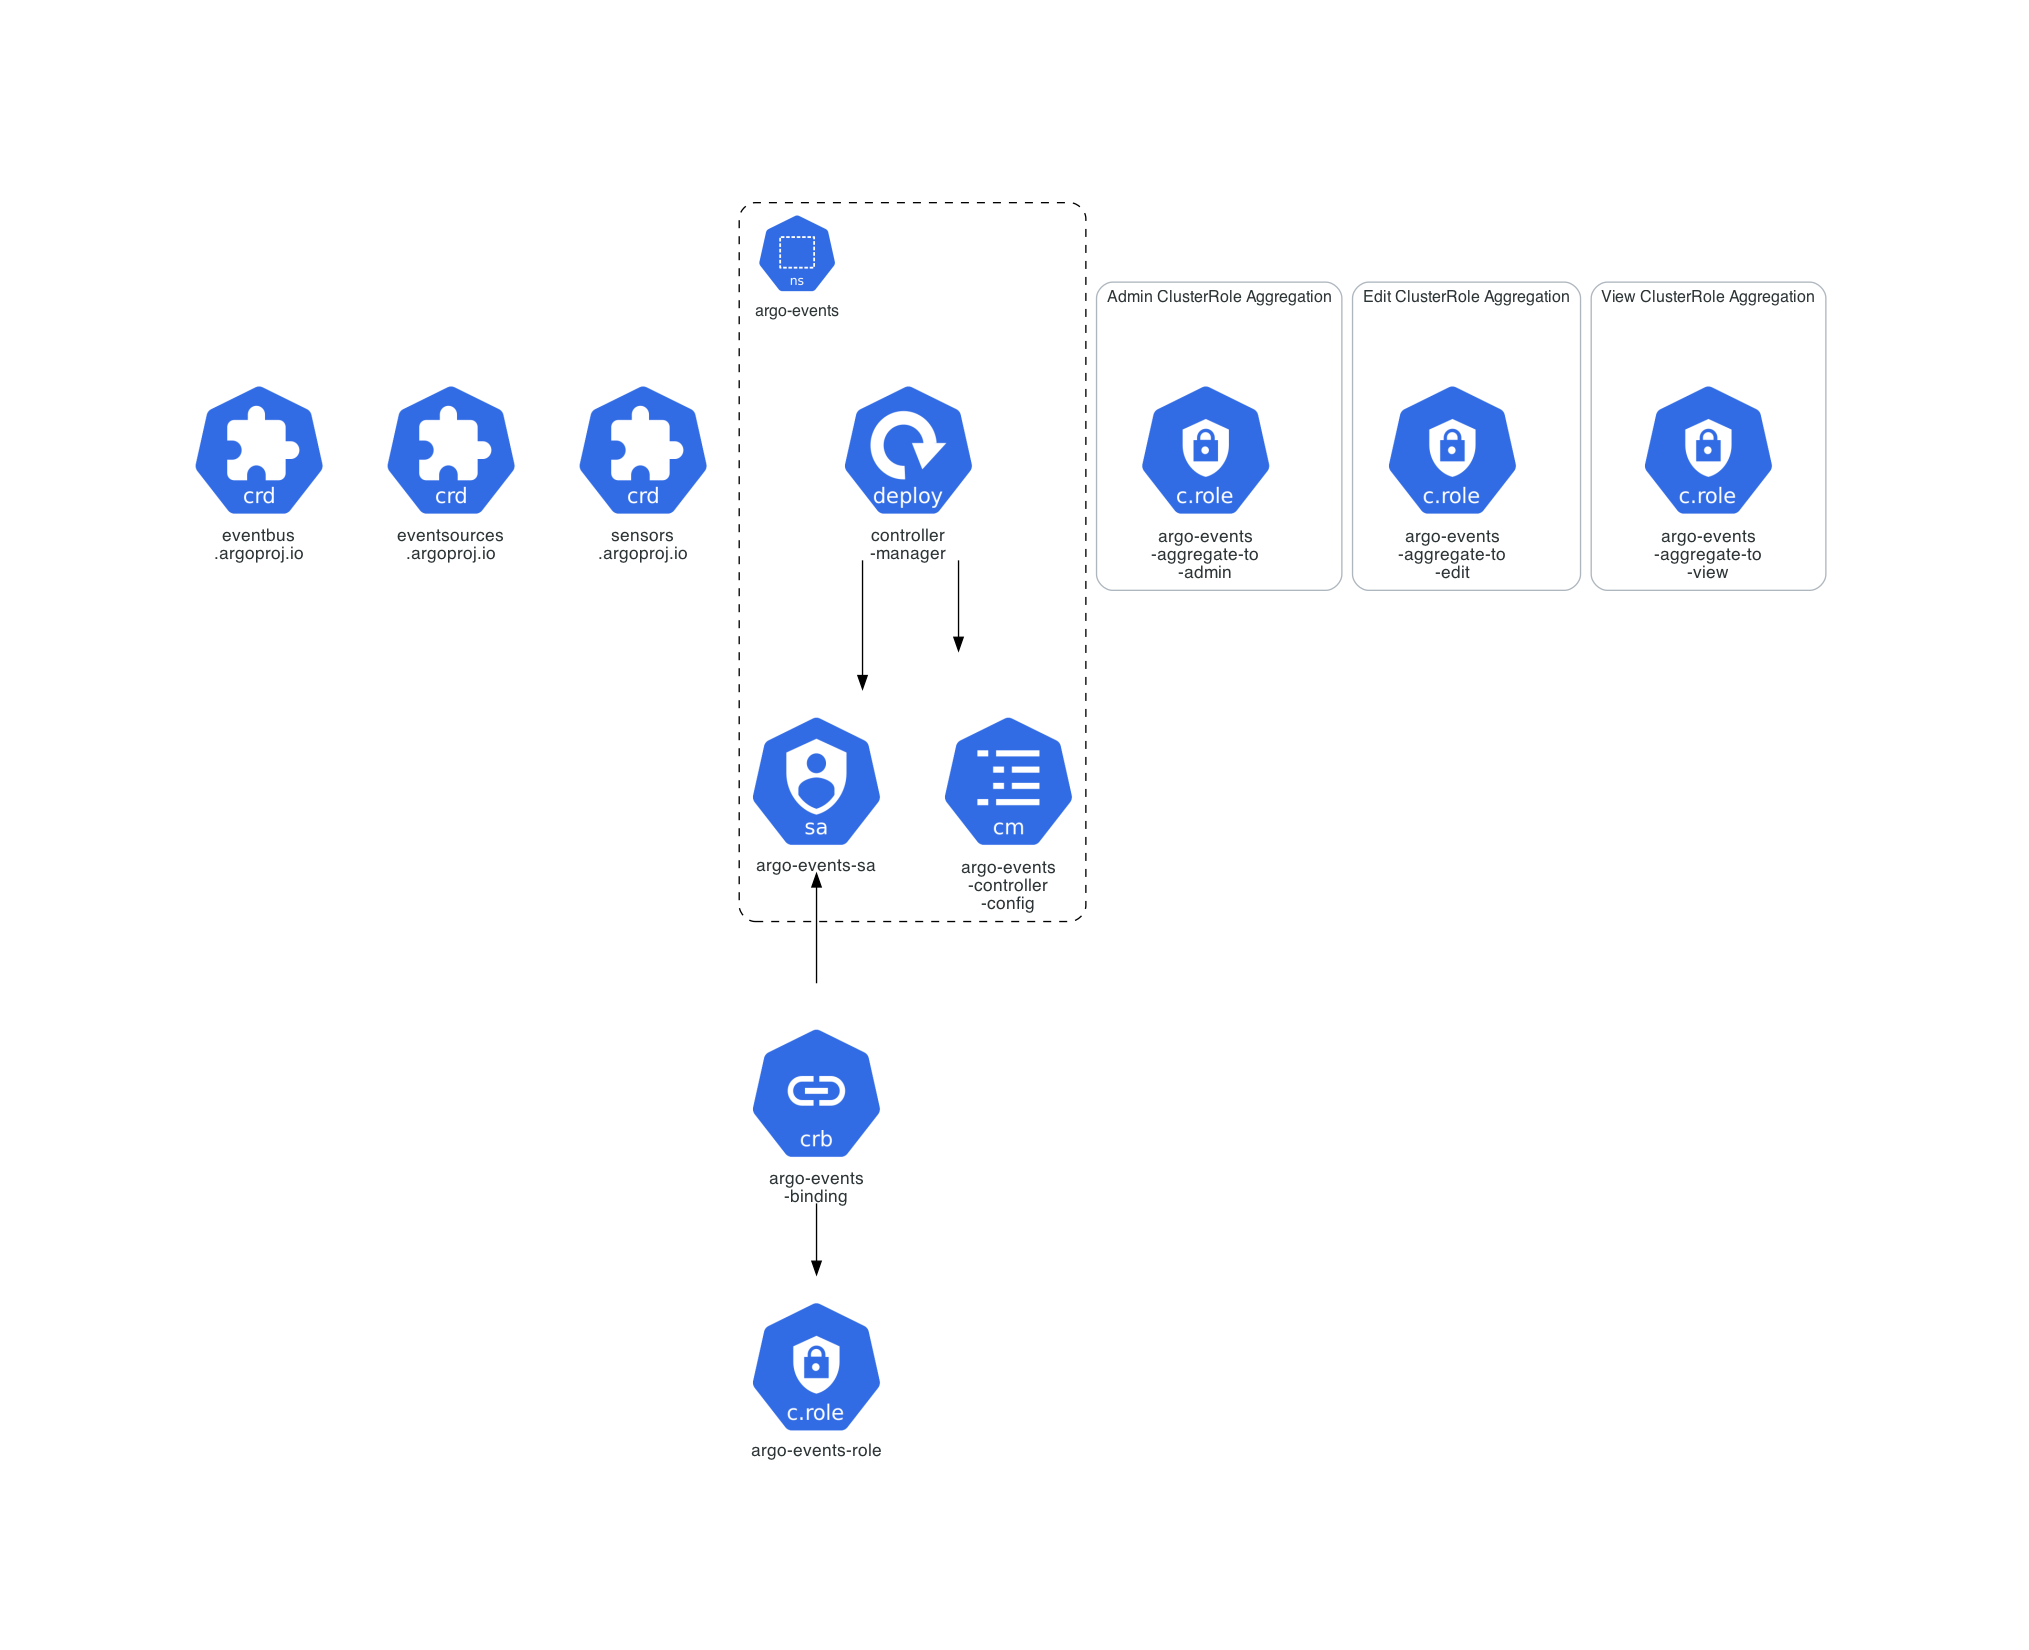 ns
argo-events
Admin ClusterRole Aggregation
Edit ClusterRole Aggregation
View ClusterRole Aggregation
crd
eventbus
.argoproj.io
crd
eventsources
.argoproj.io
crd
sensors
.argoproj.io
deploy
controller
-manager
c.role
argo-events
-aggregate-to
-admin
c.role
argo-events
-aggregate-to
-edit
c.role
argo-events
-aggregate-to
-view
sa
argo-events-sa
cm
argo-events
-controller
-config
crb
argo-events
-binding
c.role
argo-events-role